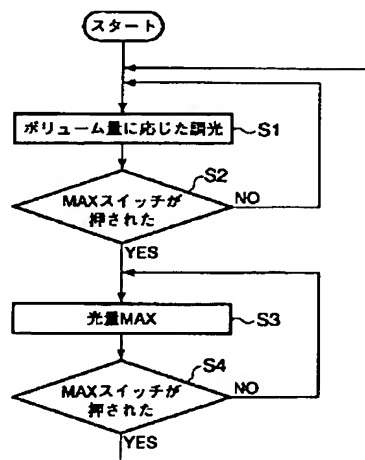 スタート
ボリューム量に応じた調光
S1
S2
MAXスイッチが
押された
NO
YES
光量MAX
S3
S4
MAXスイッチが
押された
NO
YES